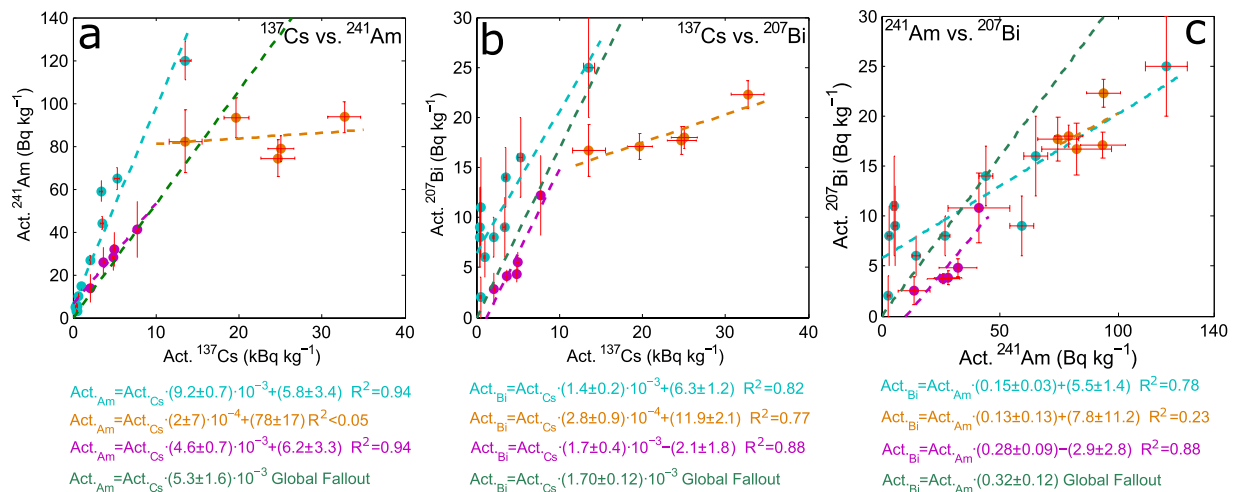 a
137Cs vs. 241Am
Act. 241Am (Bq kg−1)
140
120
100
80
60
40
20
0
0 10 20 30 40
Act. 137Cs (kBq kg−1)
b
137Cs vs. 207Bi
Act. 207Bi (Bq kg−1)
30
25
20
15
10
5
0
0 10 20 30 40
Act. 137Cs (kBq kg−1)
c
241Am vs. 207Bi
Act. 207Bi (Bq kg−1)
30
25
20
15
10
5
0
0 50 100 140
Act. 241Am (Bq kg−1)
Act.Am=Act.Cs·(9.2±0.7)·10−3+(5.8±3.4) R2=0.94
Act.Am=Act.Cs·(2±7)·10−4+(78±17) R2<0.05
Act.Am=Act.Cs·(4.6±0.7)·10−3+(6.2±3.3) R2=0.94
Act.Am=Act.Cs·(5.3±1.6)·10−3 Global Fallout
Act.Bi=Act.Cs·(1.4±0.2)·10−3+(6.3±1.2) R2=0.82
Act.Bi=Act.Cs·(2.8±0.9)·10−4+(11.9±2.1) R2=0.77
Act.Bi=Act.Cs·(1.7±0.4)·10−3−(2.1±1.8) R2=0.88
Act.Bi=Act.Cs·(1.70±0.12)·10−3 Global Fallout
Act.Bi=Act.Am·(0.15±0.03)+(5.5±1.4) R2=0.78
Act.Bi=Act.Am·(0.13±0.13)+(7.8±11.2) R2=0.23
Act.Bi=Act.Am·(0.28±0.09)−(2.9±2.8) R2=0.88
Act.Bi=Act.Am·(0.32±0.12) Global Fallout